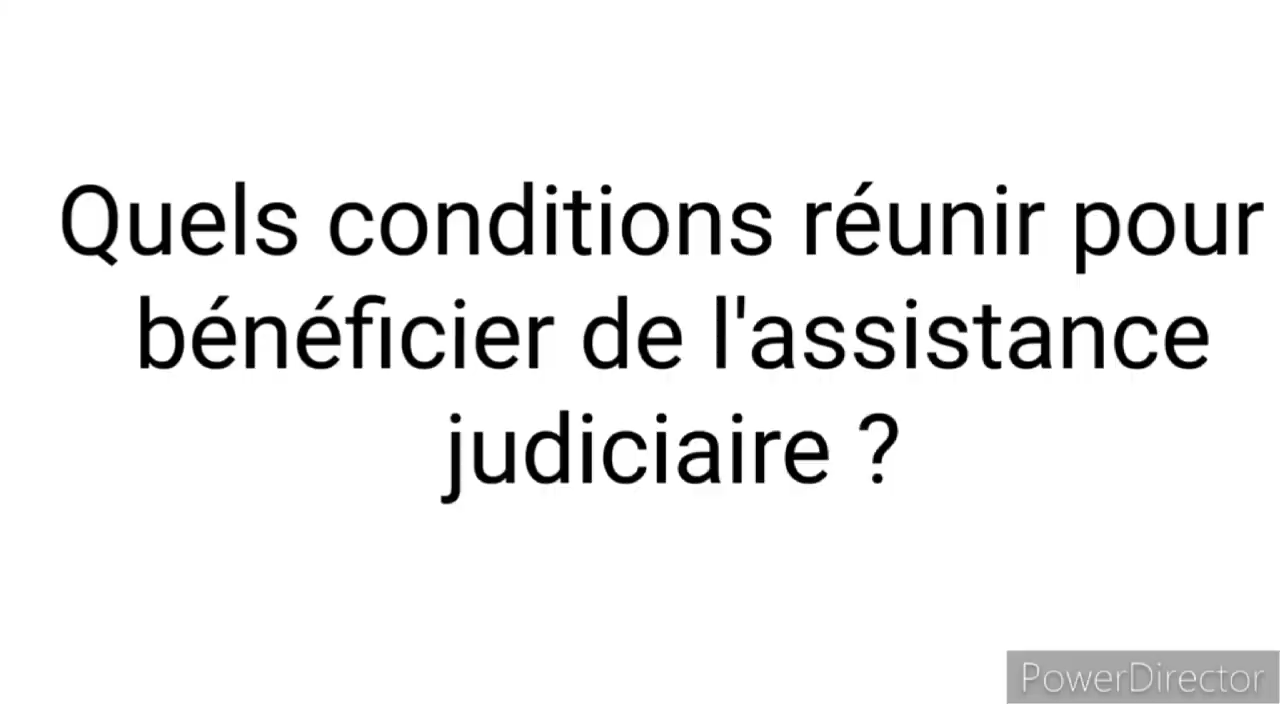 Quels conditions réunir pour
bénéficier de l'assistance
judiciaire ?
PowerDirector